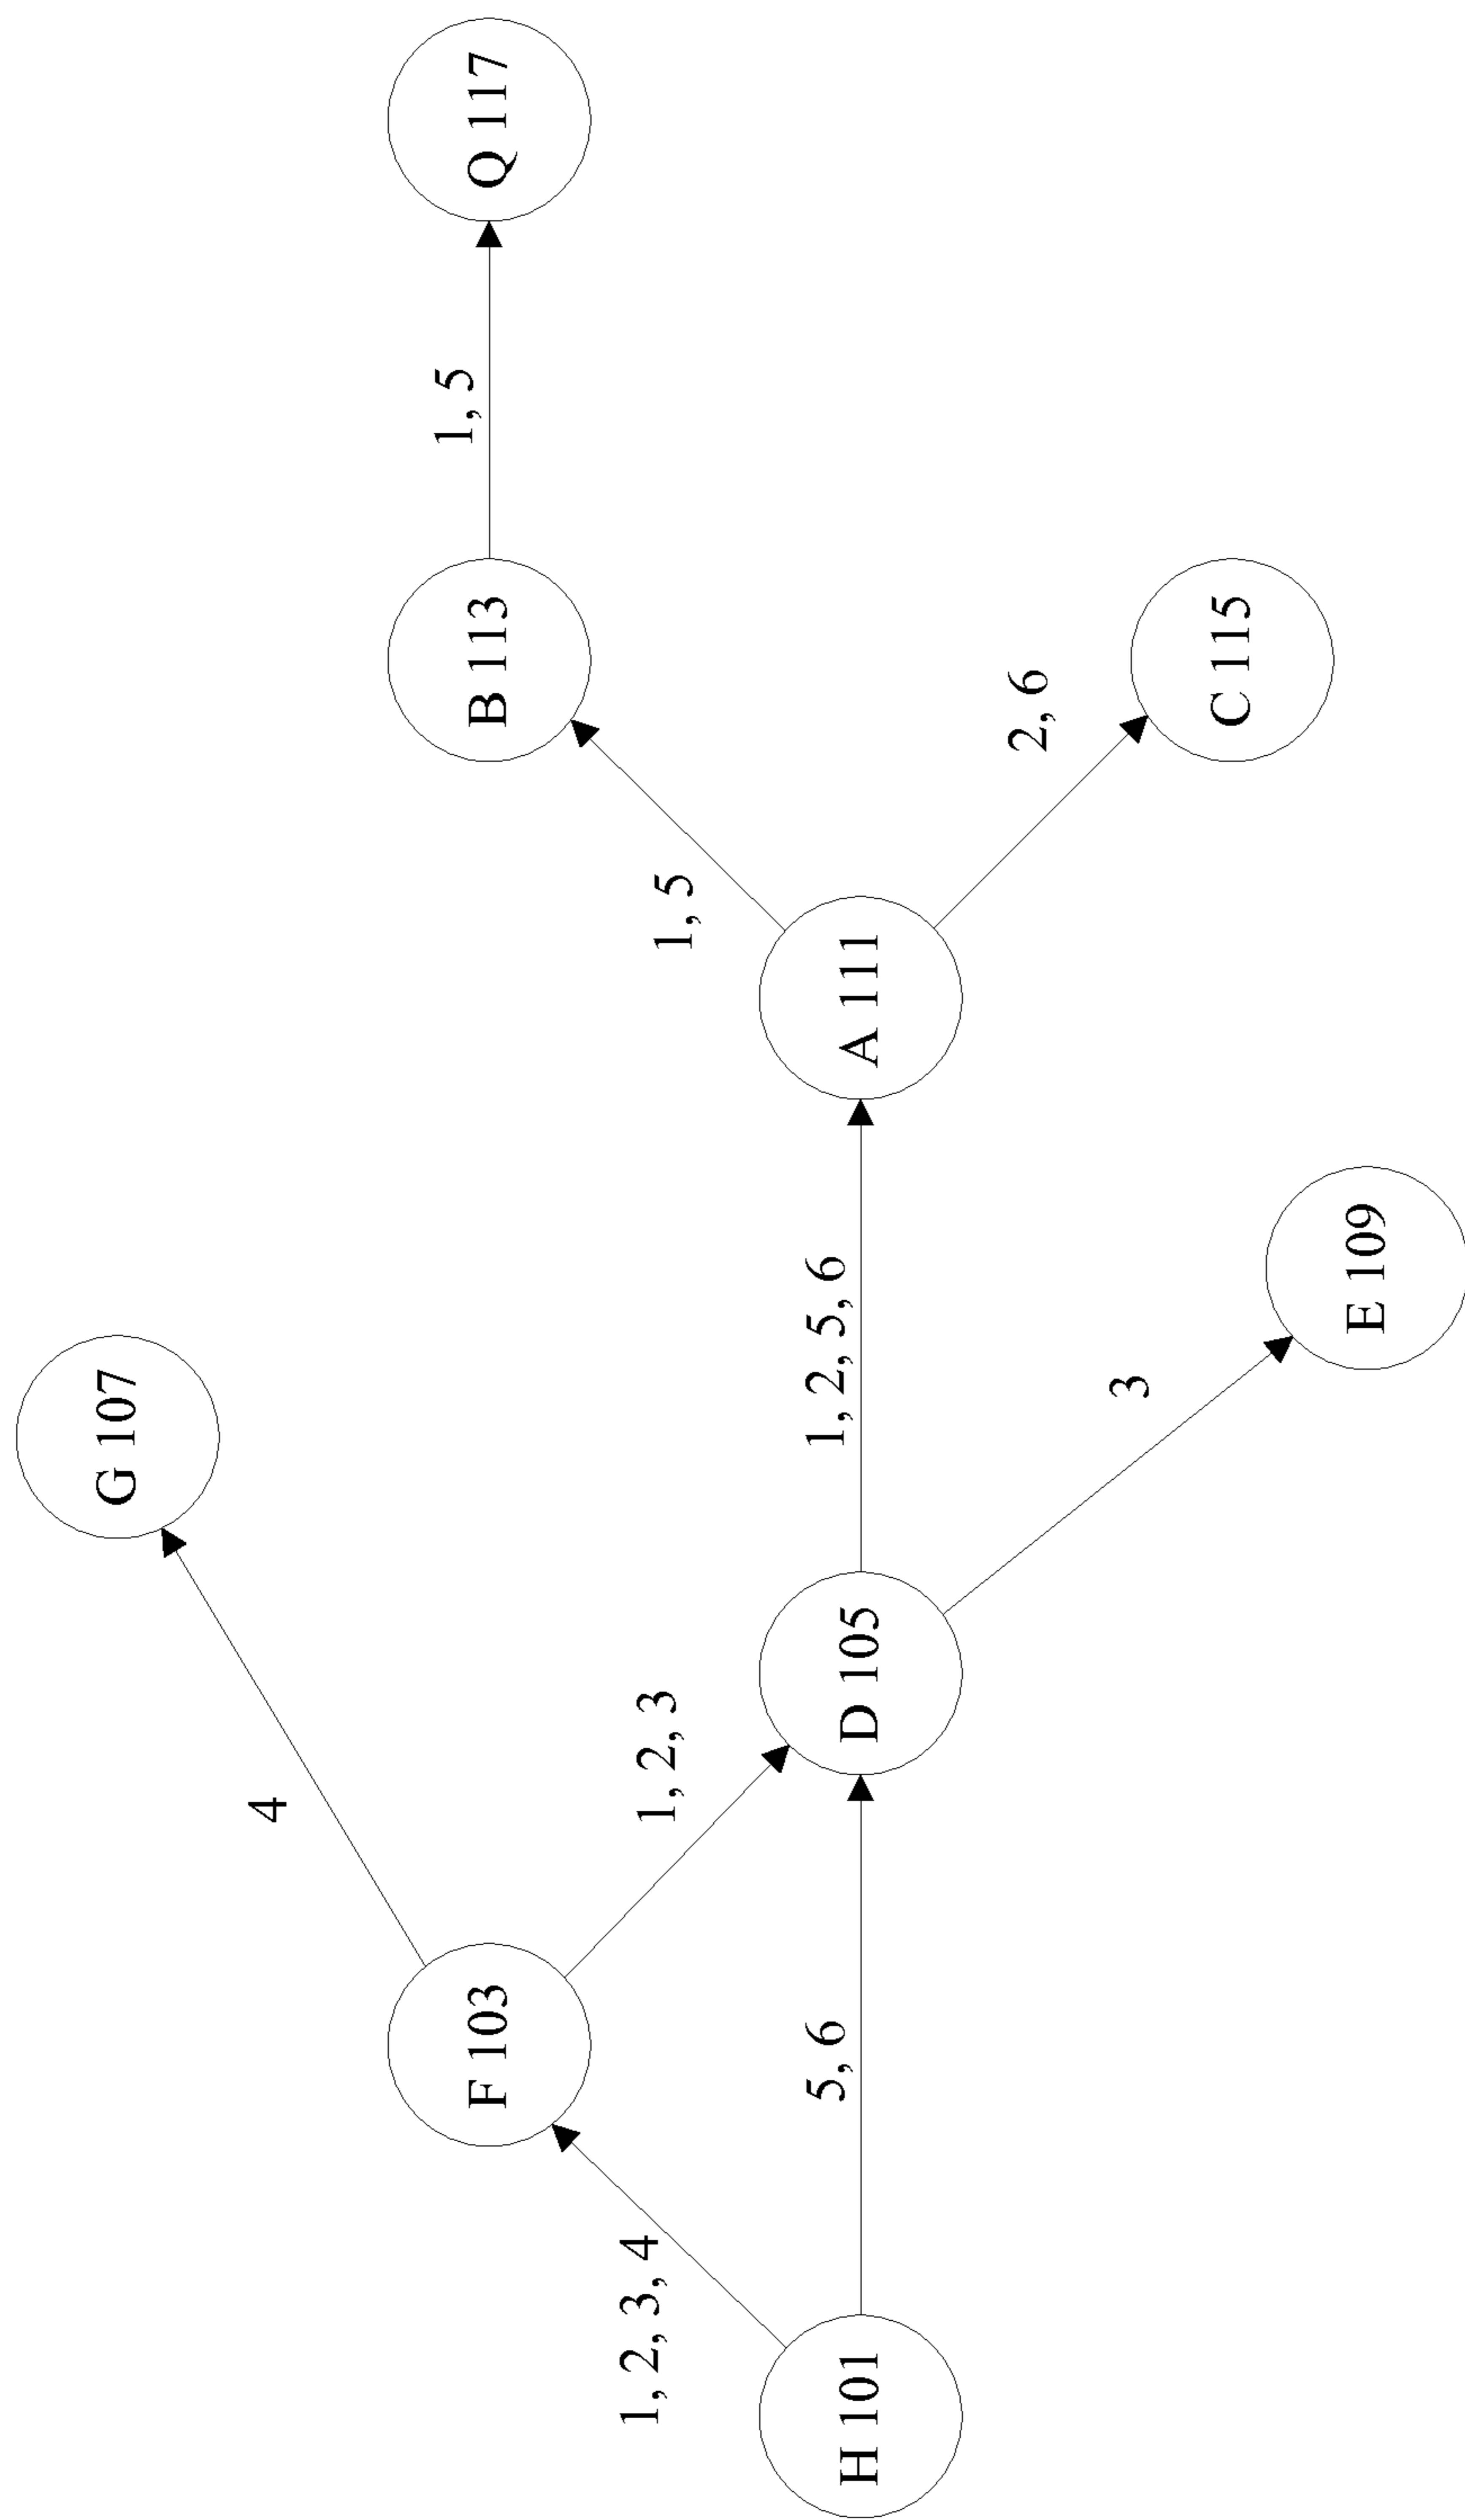 H 101
1, 2, 3, 4
5, 6
F 103
4
1, 2, 3
D 105
G 107
1, 2, 5, 6
3
E 109
A 111
1, 5
2, 6
B 113
C 115
1, 5
Q 117